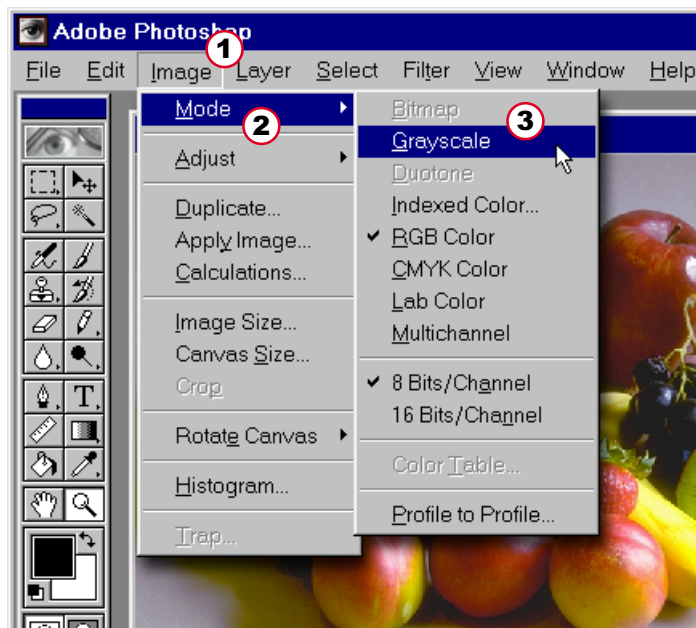 Adobe Photoshop
1
File Edit Image Layer Select Filter View Window Help
Mode
2
Adjust
Duplicate...
Apply Image...
Calculations...
Image Size...
Canvas Size...
Crop
Rotate Canvas
Histogram...
Trap...
Bitmap
3
Grayscale
Duotone
Indexed Color...
RGB Color
CMYK Color
Lab Color
Multichannel
8 Bits/Channel
16 Bits/Channel
Color Table...
Profile to Profile...
T